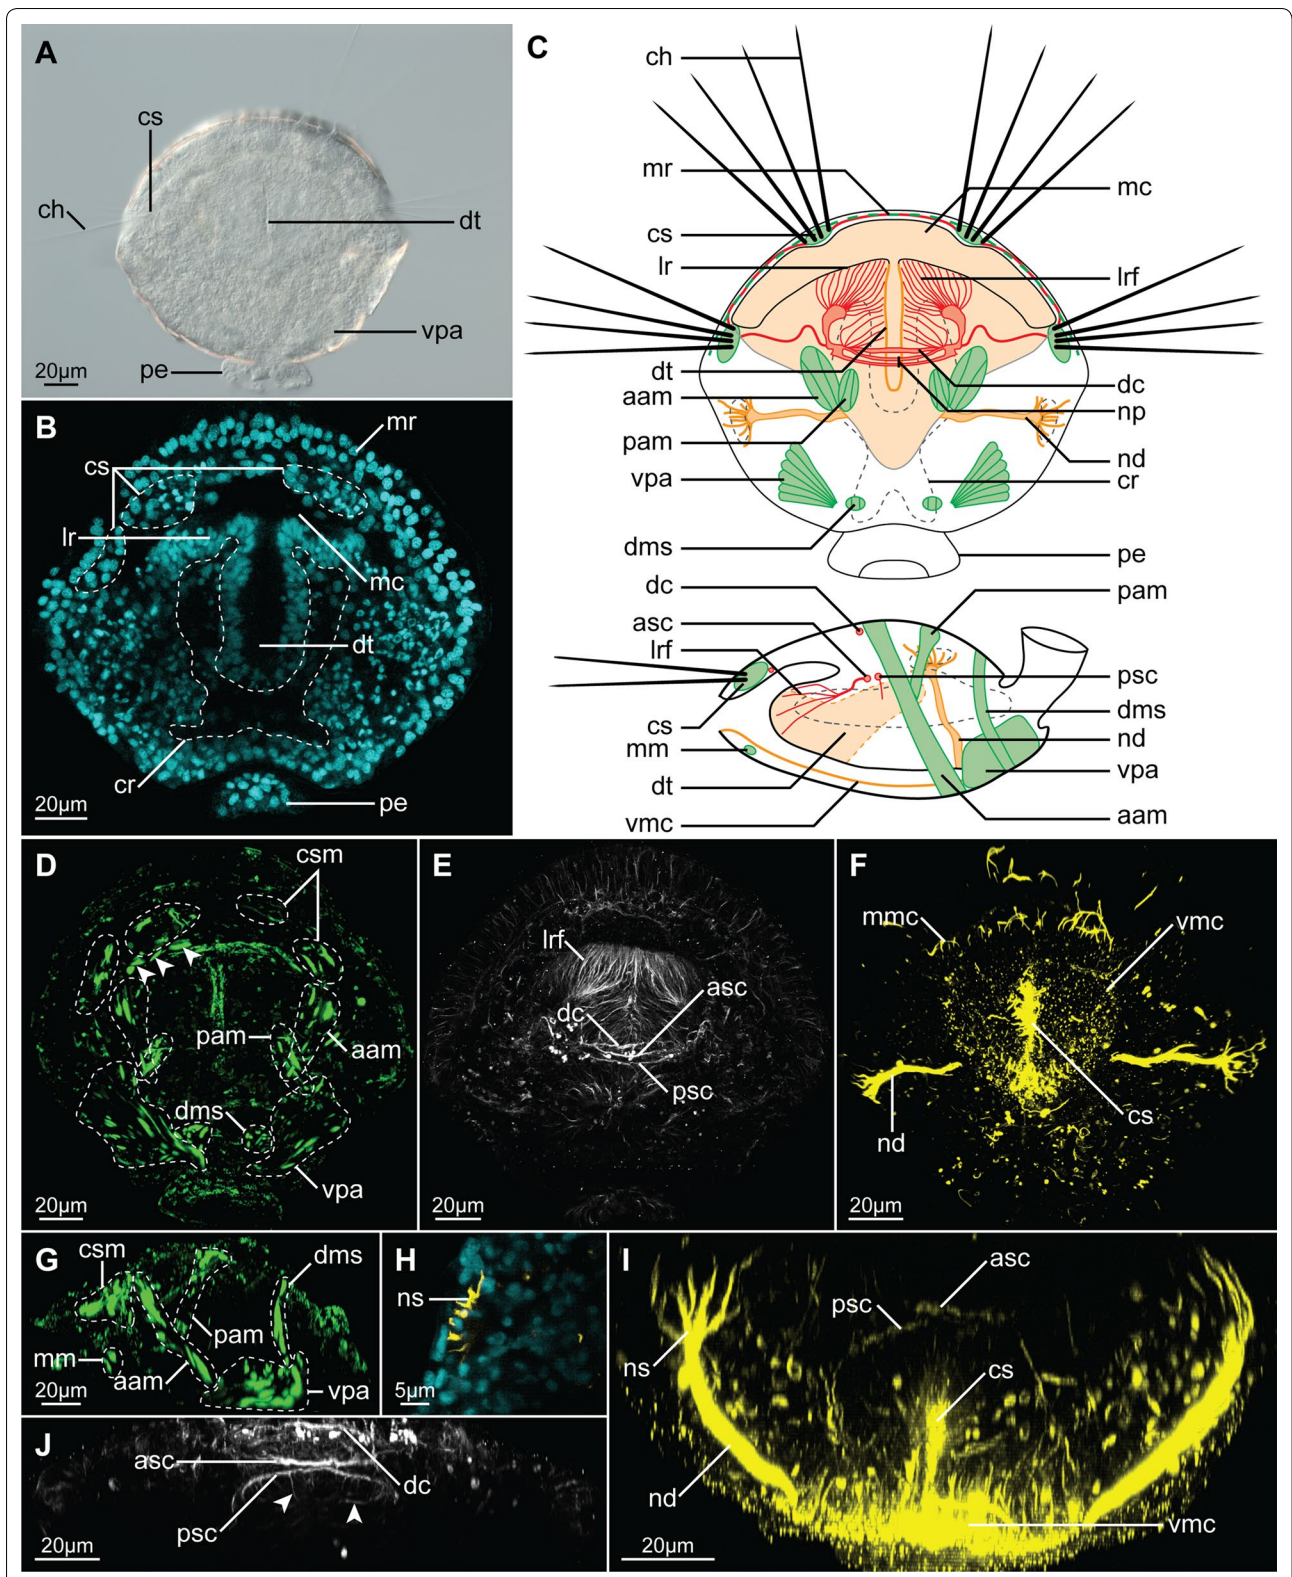 A
cs
ch
dt
vpa
pe
20µm
B
mr
cs
lr
mc
dt
cr
pe
20µm
C
ch
mr
mc
cs
lr
lrf
dt
dc
aam
np
pam
nd
vpa
cr
dms
pe
dc
pam
asc
lrf
psc
cs
dms
mm
nd
dt
vpa
vmc
aam
D
csm
pam
aam
dms
vpa
20µm
E
lrf
asc
dc
psc
20µm
F
mmc
vmc
cs
nd
20µm
G
csm
dms
pam
mm
aam
vpa
20µm
H
ns
5µm
I
asc
psc
ns
cs
nd
vmc
20µm
J
asc
dc
psc
20µm